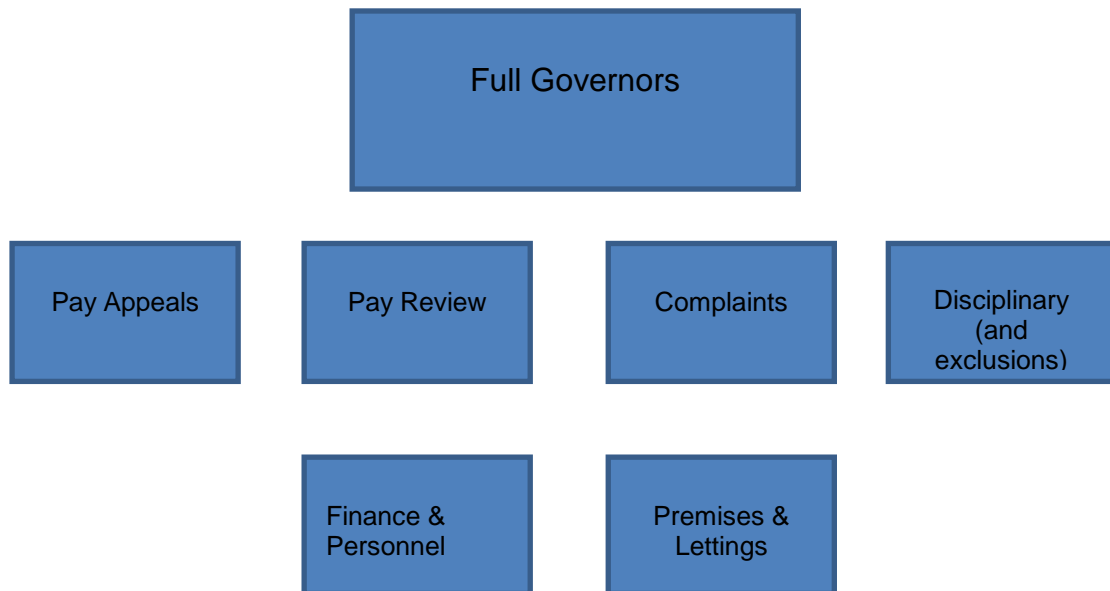 Full Governors
Pay Appeals
Pay Review
Complaints
Disciplinary
(and
exclusions)
Finance &
Personnel
Premises &
Lettings